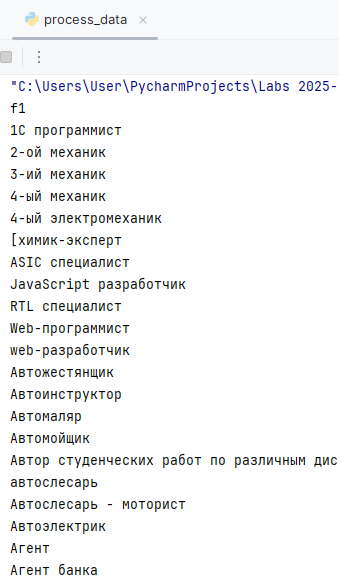 process_data
"C:\Users\User\PycharmProjects\Labs 2025-
f1
1С программист
2-ой механик
3-ий механик
4-ый механик
4-ый электромеханик
[химик-эксперт
ASIC специалист
JavaScript разработчик
RTL специалист
Web-программист
web-разработчик
Автожестянщик
Автоинструктор
Автомаляр
Автомойщик
Автор студенческих работ по различным дис
автослесарь
Автослесарь - моторист
Автоэлектрик
Агент
Агент банка